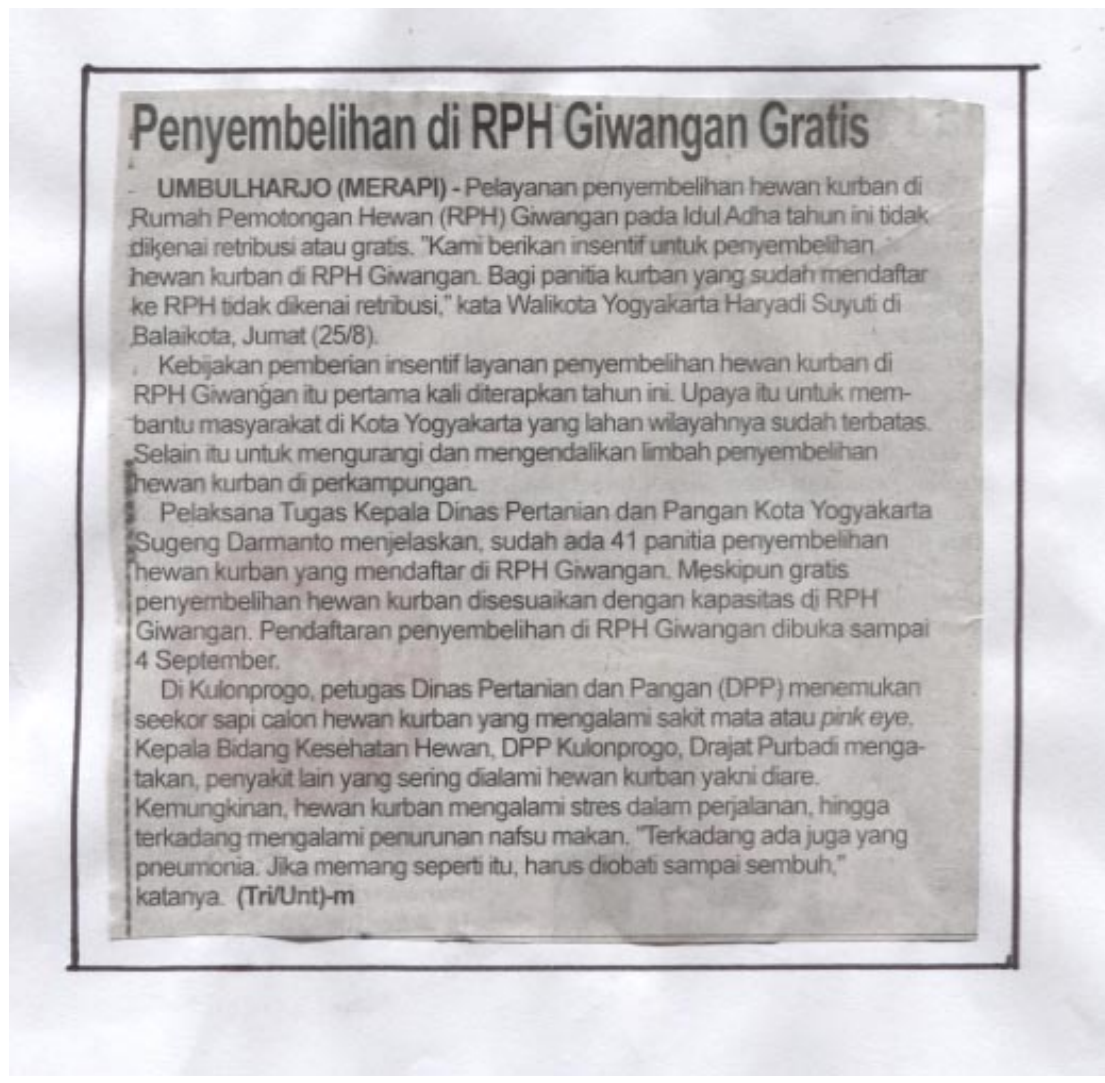 Penyembelihan di RPH Giwangan Gratis
UMBULHARJO (MERAPI) - Pelayanan penyembelihan hewan kurban di
Rumah Pemotongan Hewan (RPH) Giwangan pada Idul Adha tahun ini tidak
dikenai retribusi atau gratis. "Kami berikan insentif untuk penyembelihan
hewan kurban di RPH Giwangan. Bagi panitia kurban yang sudah mendaftar
ke RPH tidak dikenai retribusi," kata Walikota Yogyakarta Haryadi Suyuti di
Balaikota, Jumat (25/8).
Kebijakan pemberian insentif layanan penyembelihan hewan kurban di
RPH Giwangan itu pertama kali diterapkan tahun ini. Upaya itu untuk mem-
bantu masyarakat di Kota Yogyakarta yang lahan wilayahnya sudah terbatas.
Selain itu untuk mengurangi dan mengendalikan limbah penyembelihan
hewan kurban di perkampungan.
Pelaksana Tugas Kepala Dinas Pertanian dan Pangan Kota Yogyakarta
Sugeng Darmanto menjelaskan, sudah ada 41 panitia penyembelihan
hewan kurban yang mendaftar di RPH Giwangan. Meskipun gratis
penyembelihan hewan kurban disesuaikan dengan kapasitas di RPH
Giwangan. Pendaftaran penyembelihan di RPH Giwangan dibuka sampai
4 September.
Di Kulonprogo, petugas Dinas Pertanian dan Pangan (DPP) menemukan
seekor sapi calon hewan kurban yang mengalami sakit mata atau pink eye.
Kepala Bidang Kesehatan Hewan, DPP Kulonprogo, Drajat Purbadi menga-
takan, penyakit lain yang sering dialami hewan kurban yakni diare.
Kemungkinan, hewan kurban mengalami stres dalam perjalanan, hingga
terkadang mengalami penurunan nafsu makan. "Terkadang ada juga yang
pneumonia. Jika memang seperti itu, harus diobati sampai sembuh,"
katanya. (Tri/Unt)-m